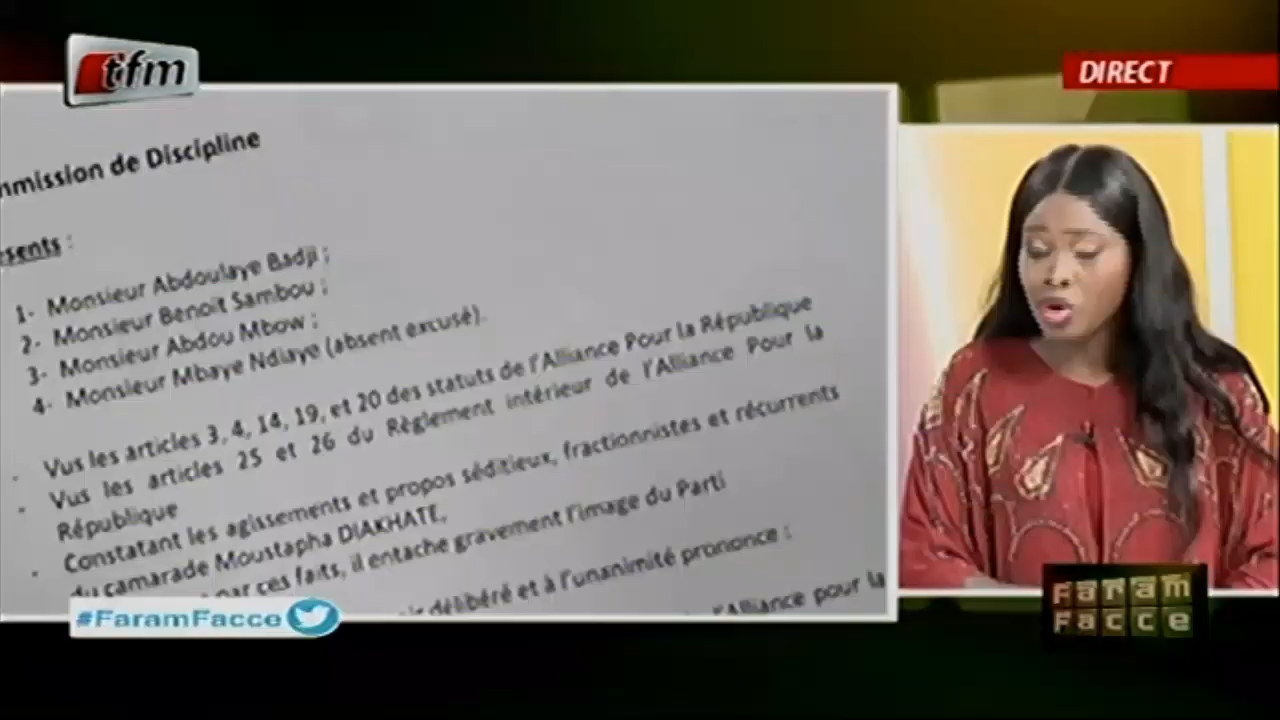 tfm
DIRECT
mmission de Discipline
esents :
1- Monsieur Abdoulaye Badji ;
2- Monsieur Benoit Sambou ;
3- Monsieur Abdou Mbow ;
4- Monsieur Mbaye Ndiaye (absent excusé).
Vus les articles 3, 4, 14, 19, et 20 des statuts de l'Alliance Pour la République
Vus les articles 25 et 26 du Règlement intérieur de l'Alliance Pour la
République
Constatant les agissements et propos séditieux, fractionnistes et récurrents
du camarade Moustapha DIAKHATE,
par ces faits, il entache gravement l'image du Parti
délibéré et à l'unanimité prononce :
l'Alliance pour la
#FaramFacce
Faram
Facce